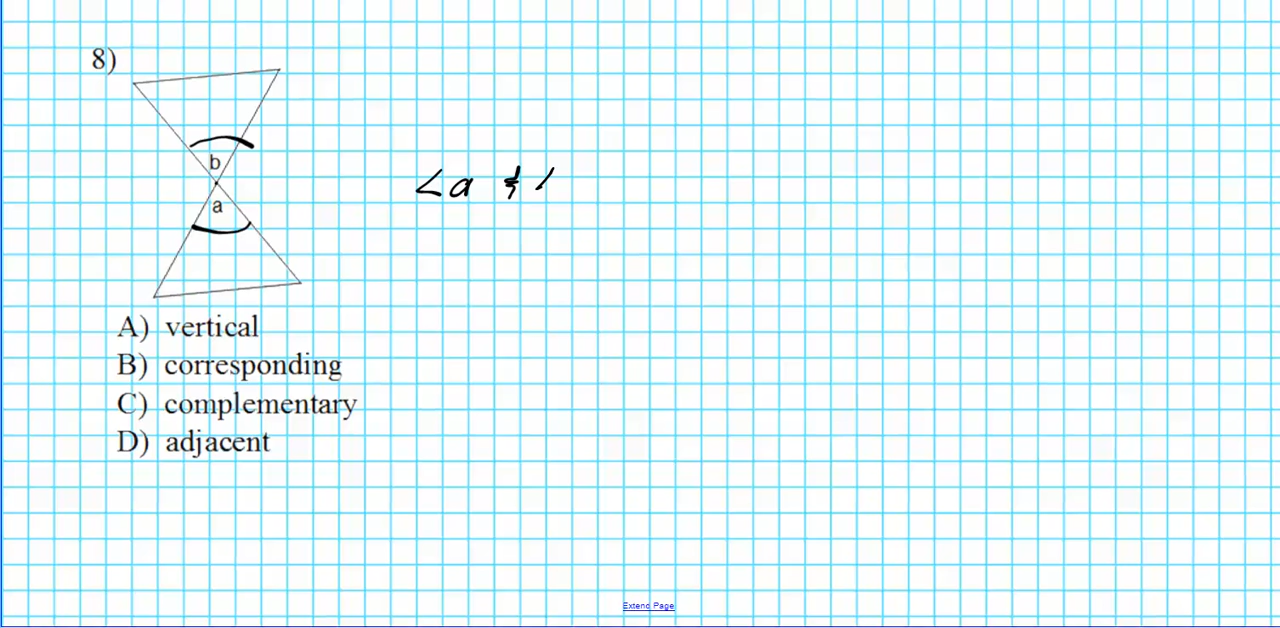 8)
b
a
∠a &
A) vertical
B) corresponding
C) complementary
D) adjacent
Extend Page